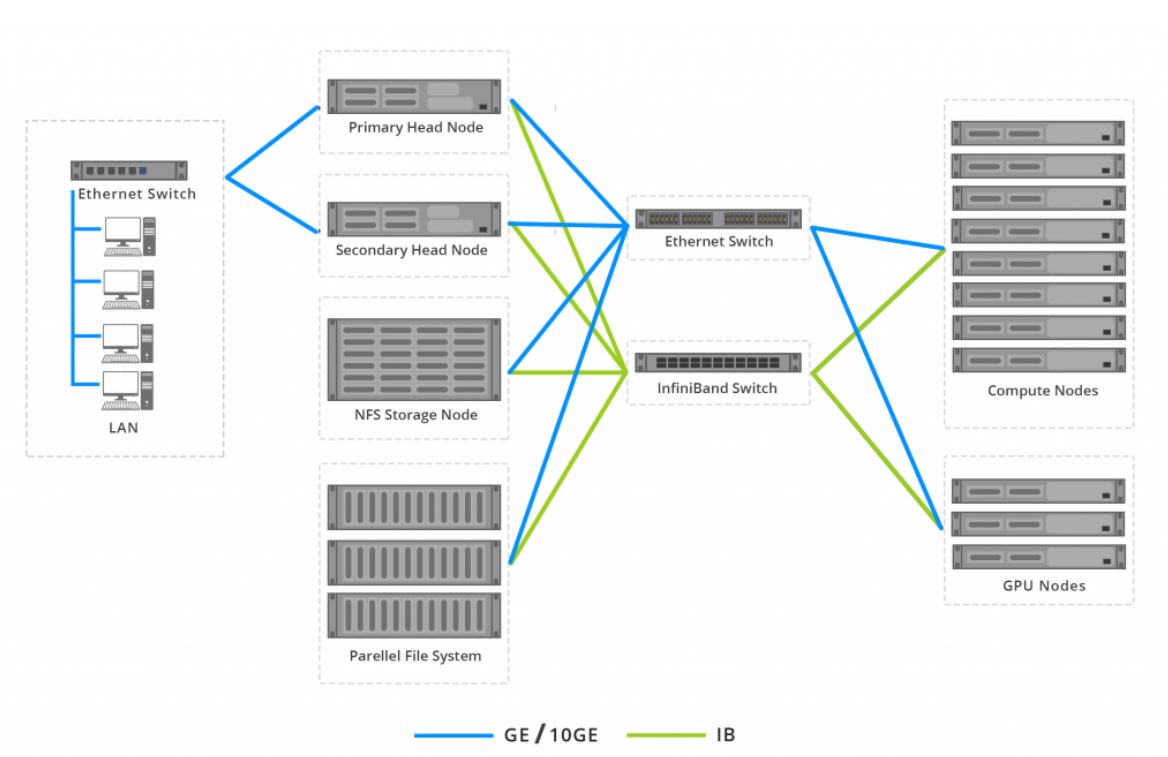 Ethernet Switch
LAN
Primary Head Node
Secondary Head Node
NFS Storage Node
Parellel File System
Ethernet Switch
InfiniBand Switch
Compute Nodes
GPU Nodes
GE/10GE
IB